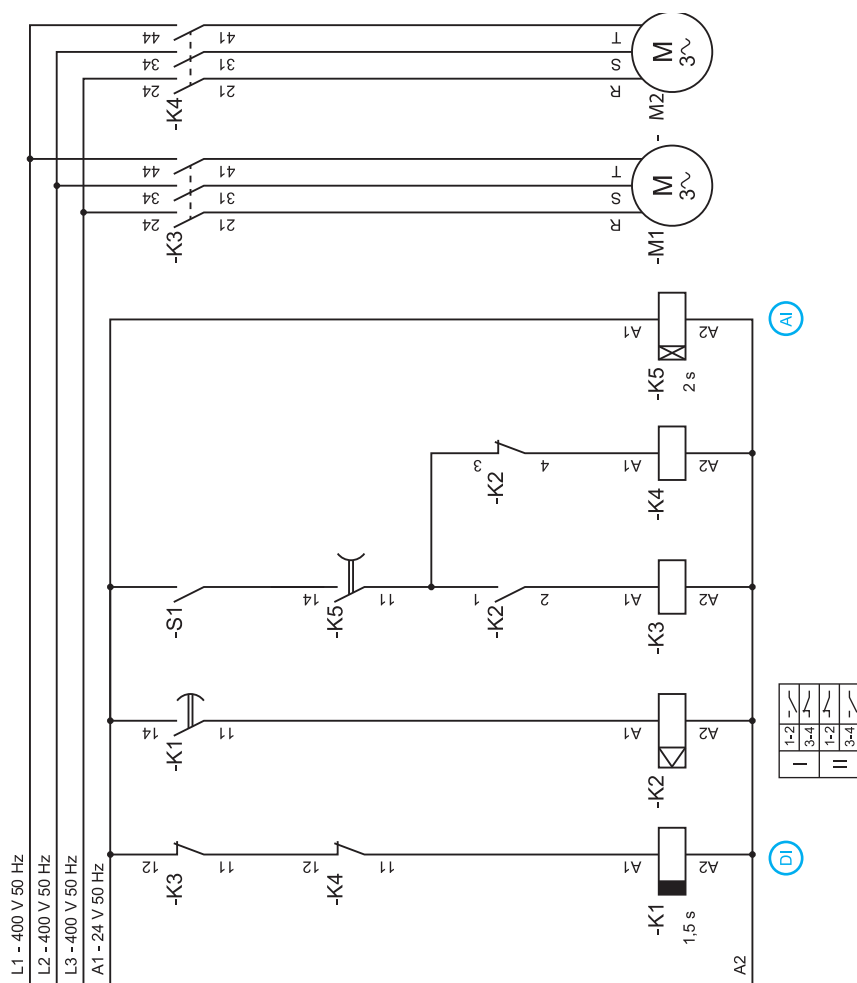 L1 - 400 V 50 Hz
L2 - 400 V 50 Hz
L3 - 400 V 50 Hz
A1 - 24 V 50 Hz
A2
-K3
12
11
-K4
12
11
-K1
1,5 s
A1
A2
DI
-K1
14
11
-K2
A1
A2
I
1-2
3-4
II
1-2
3-4
-S1
-K5
14
11
-K2
1
2
-K3
A1
A2
-K2
3
4
-K4
A1
A2
-K5
2 s
A1
A2
AI
-K3
24
21
34
31
44
41
R
S
T
-M1
M
3~
-K4
24
21
34
31
44
41
R
S
T
- M2
M
3~